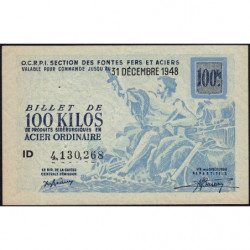 O.C.R.P.I. SECTION DES FONTES FERS ET ACIERS
VALABLE POUR COMMANDE JUSQU'AU 31 DÉCEMBRE 1948
100K
BILLET DE
100 KILOS
DE PRODUITS SIDÉRURGIQUES EN
ACIER ORDINAIRE
ID 4,130,268